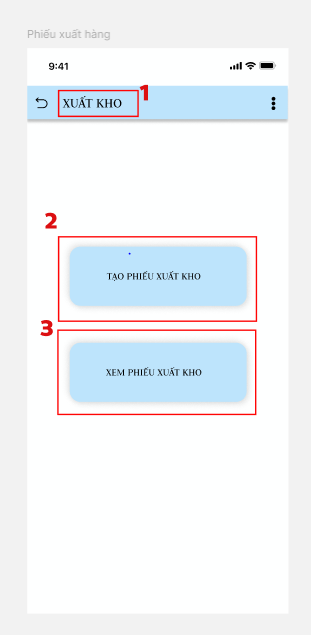 Phiếu xuất hàng
9:41
XUẤT KHO
1
2
TẠO PHIẾU XUẤT KHO
3
XEM PHIẾU XUẤT KHO